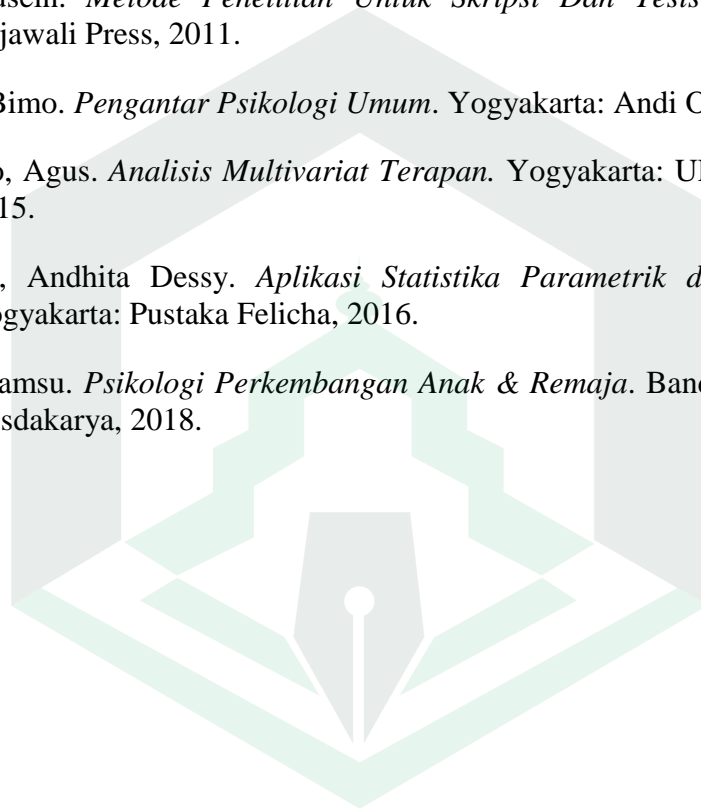 Metode Penelitian Untuk Skripsi Dan Tesis
jawali Press, 2011.
Bimo. Pengantar Psikologi Umum. Yogyakarta: Andi O
o, Agus. Analisis Multivariat Terapan. Yogyakarta: U
15.
, Andhita Dessy. Aplikasi Statistika Parametrik d
ogyakarta: Pustaka Felicha, 2016.
amsu. Psikologi Perkembangan Anak & Remaja. Ban
sdakarya, 2018.